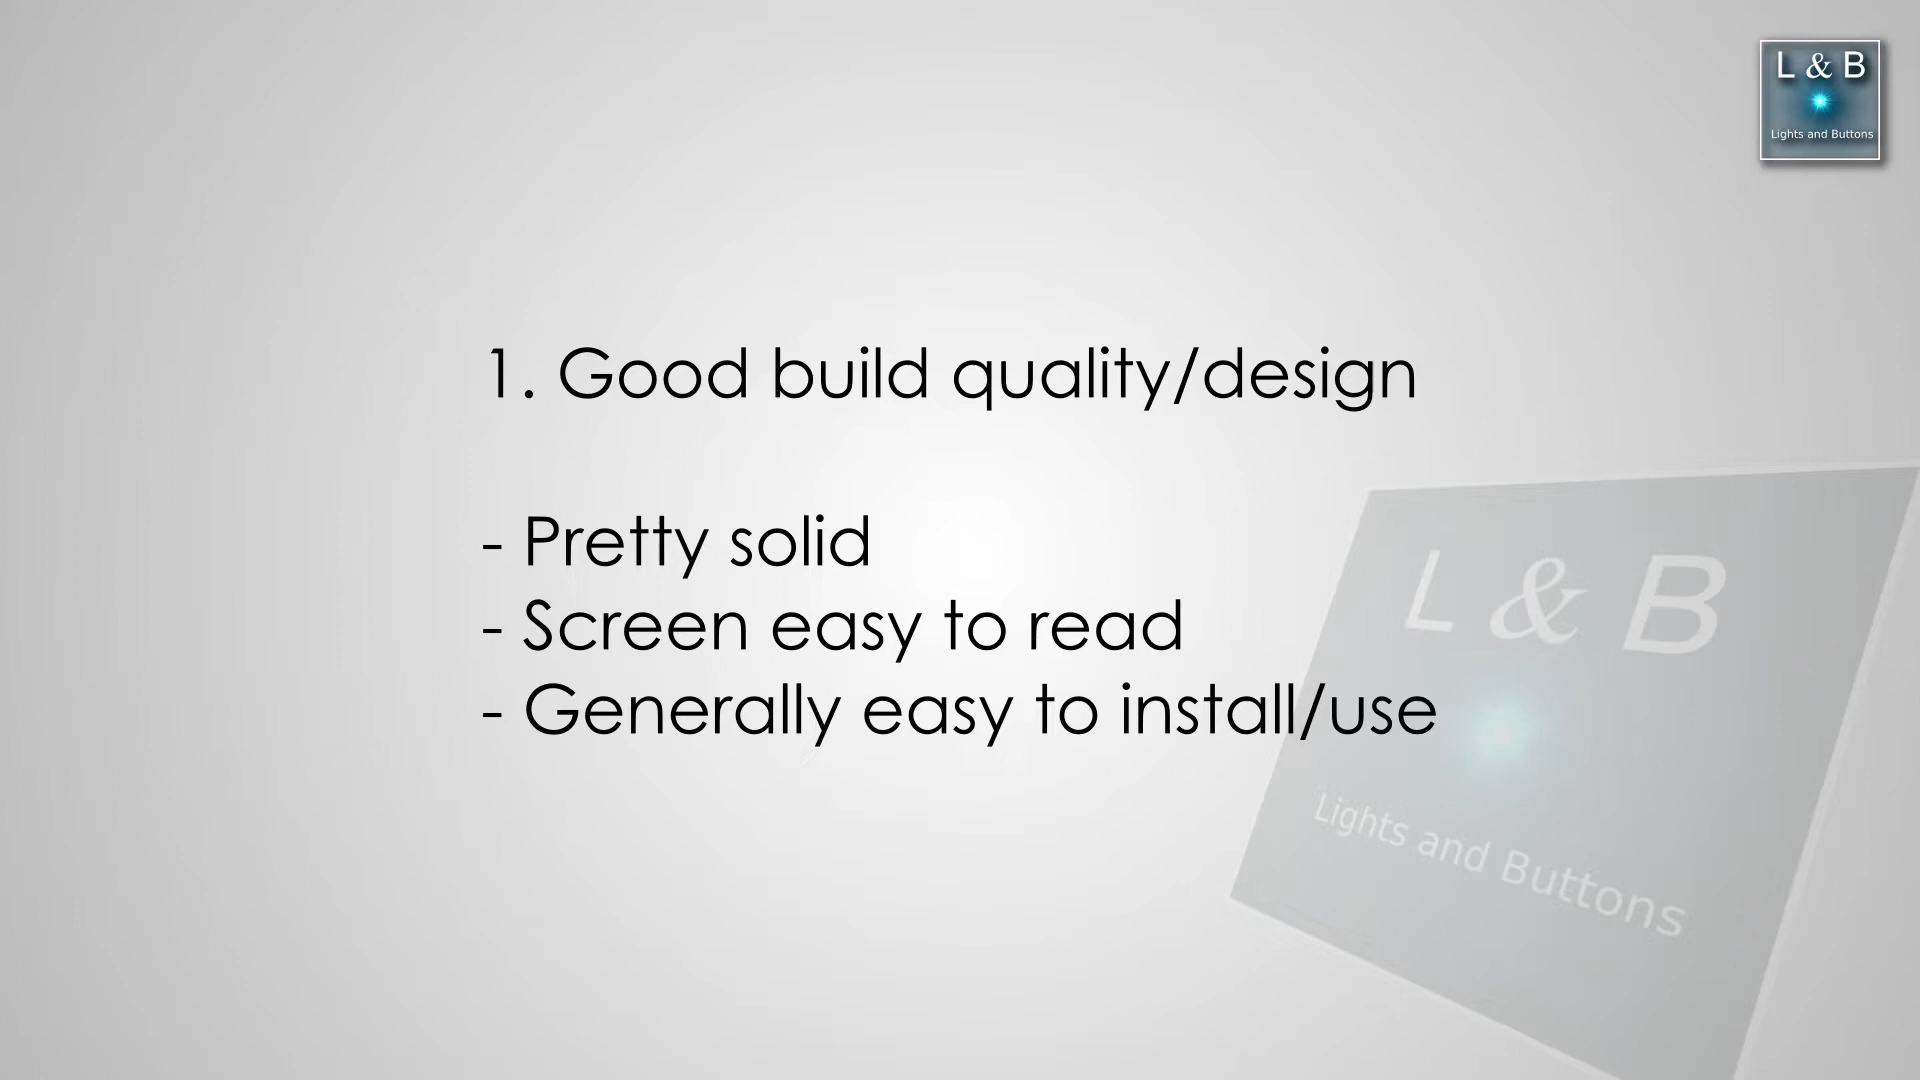 L & B
Lights and Buttons
1. Good build quality/design
- Pretty solid
- Screen easy to read
- Generally easy to install/use
L & B
Lights and Buttons